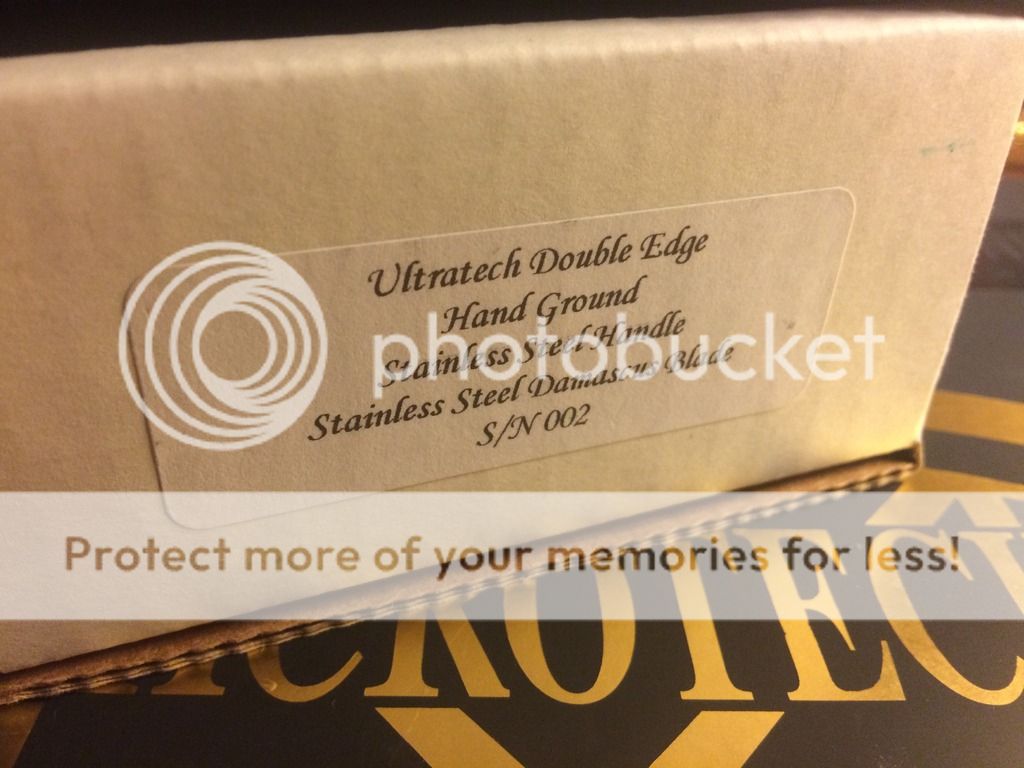 Ultratech Double Edge
Hand Ground
Stainless Steel Handle
Stainless Steel Damascus Blade
S/N 002
photobucket
Protect more of your memories for less!
CROTECH